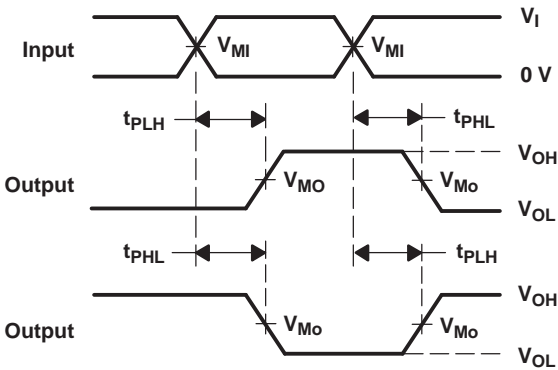 V_I
Input V_MI V_MI
0 V
t_PLH t_PHL
V_OH
Output V_MO V_Mo
V_OL
t_PHL t_PLH
V_OH
Output V_Mo V_Mo
V_OL